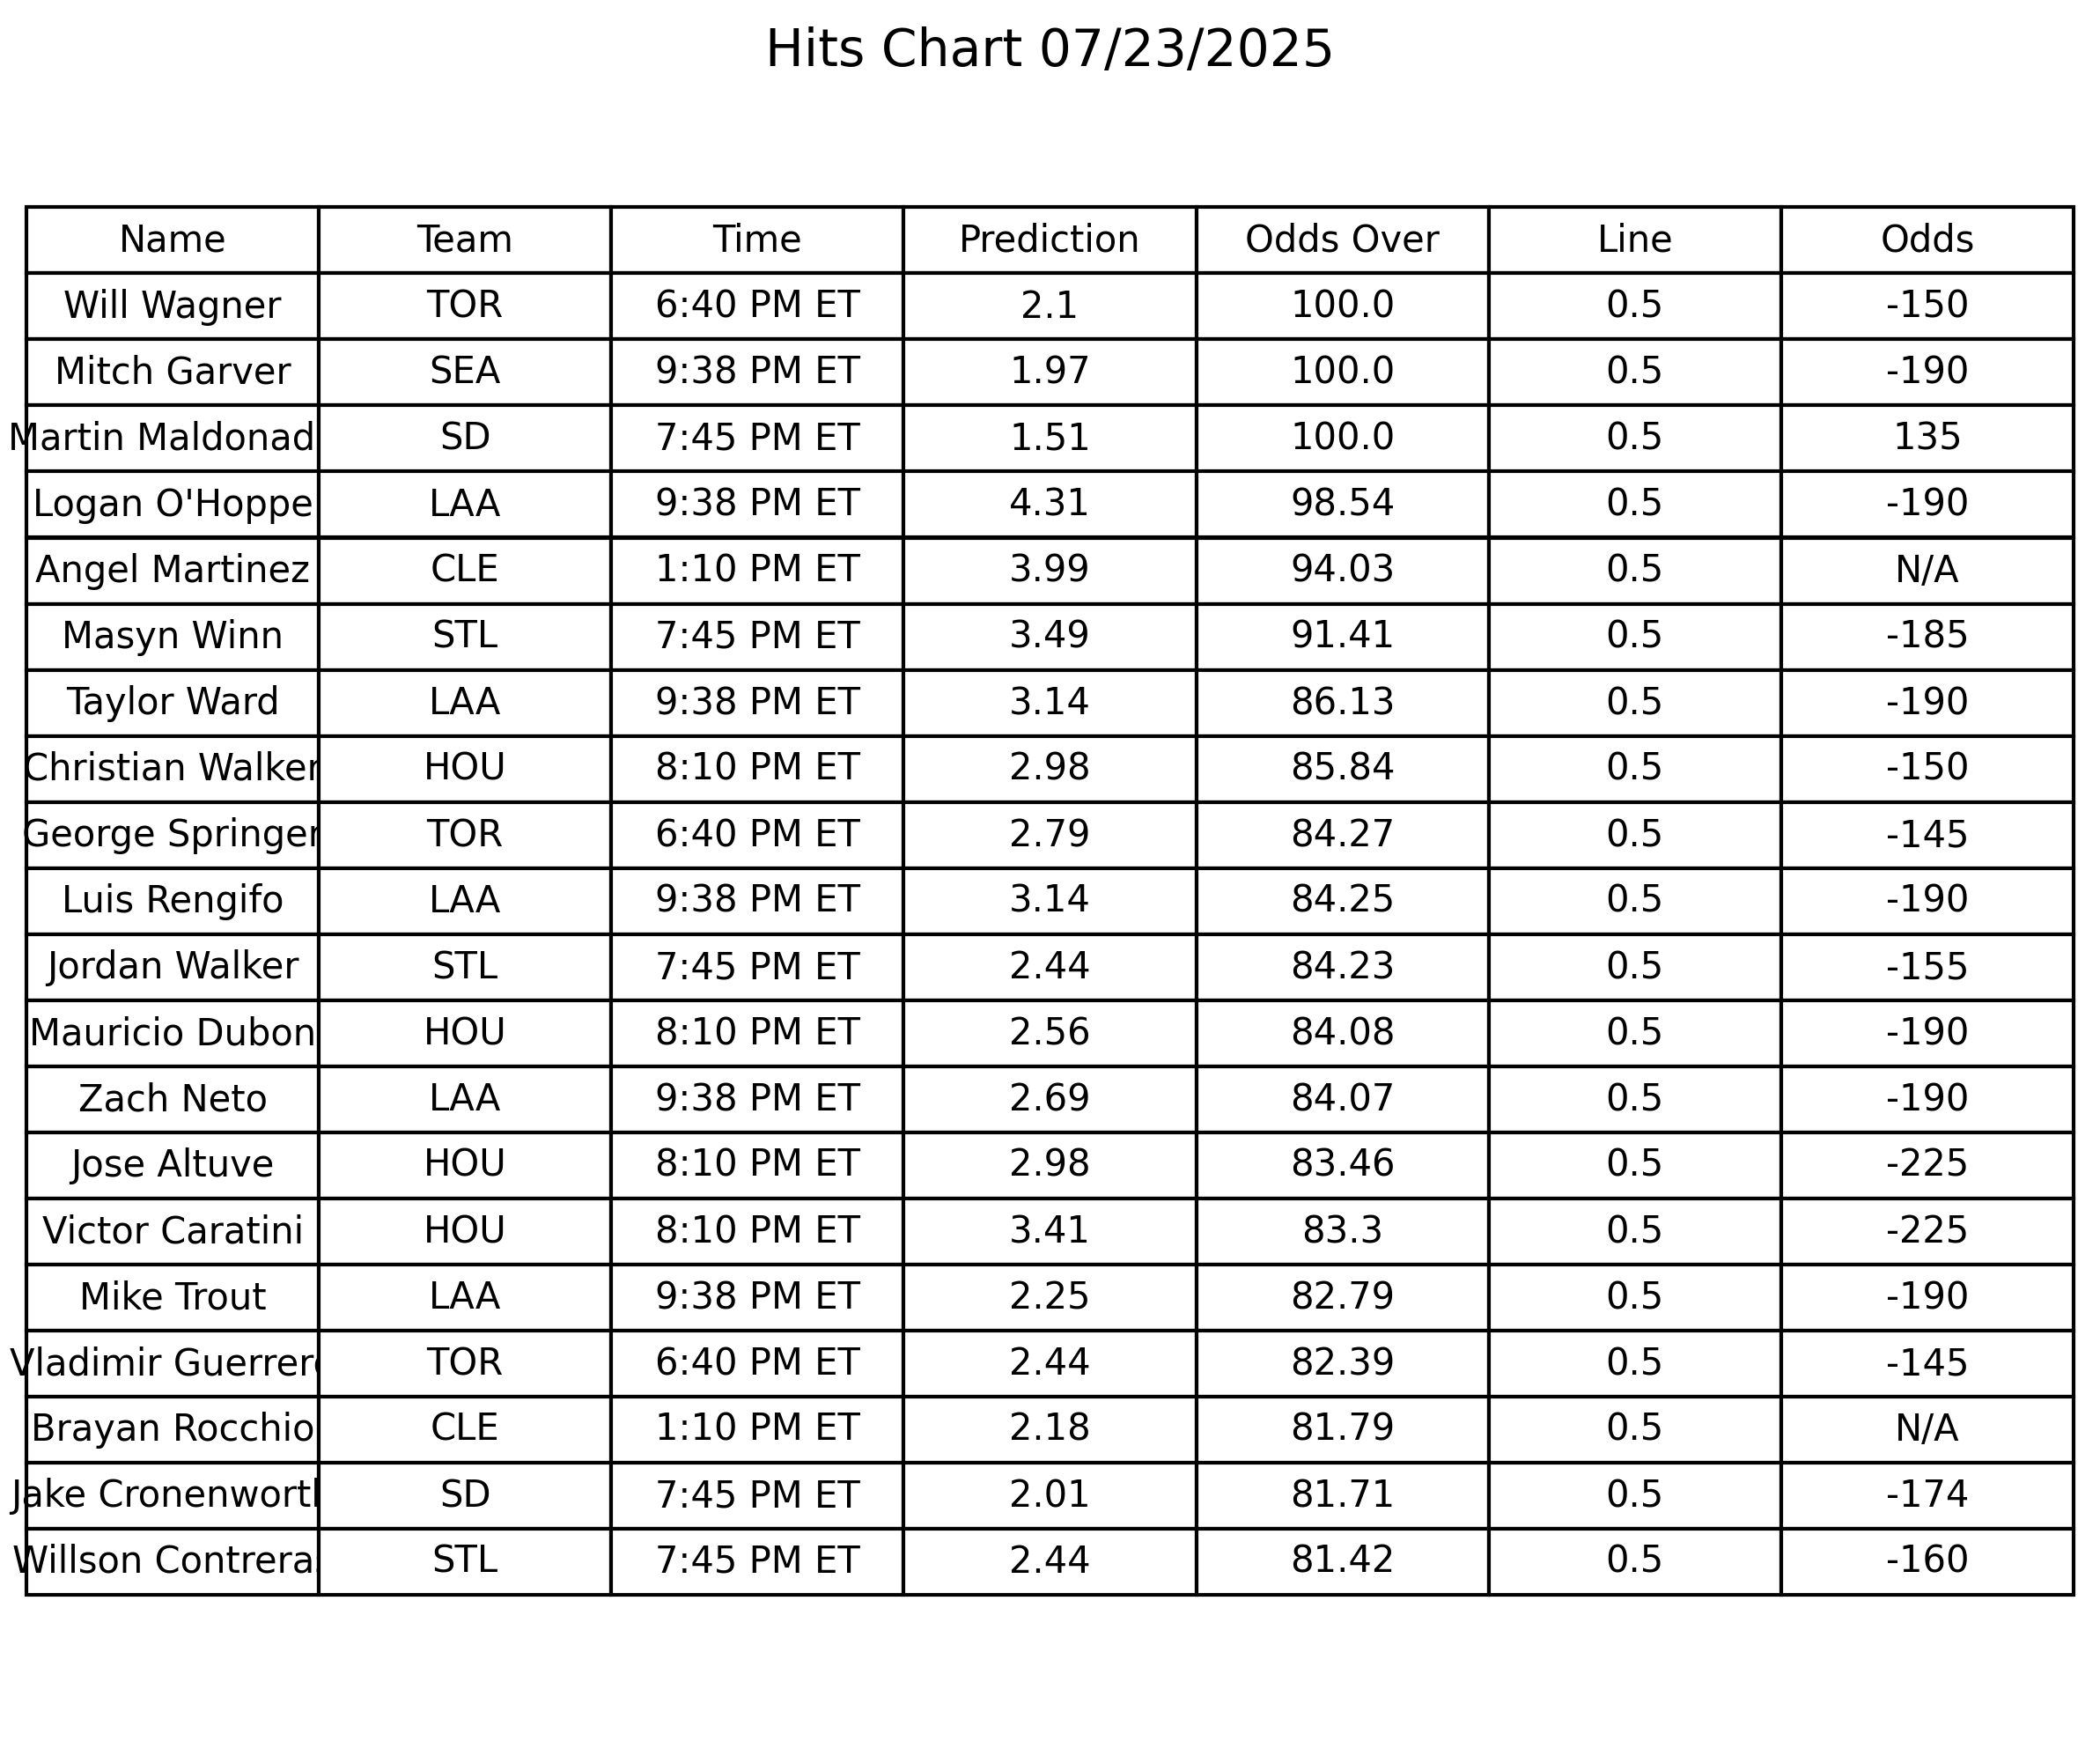 Hits Chart 07/23/2025
Name Team Time Prediction Odds Over Line Odds
Will Wagner TOR 6:40 PM ET 2.1 100.0 0.5 -150
Mitch Garver SEA 9:38 PM ET 1.97 100.0 0.5 -190
Martin Maldonad SD 7:45 PM ET 1.51 100.0 0.5 135
Logan O'Hoppe LAA 9:38 PM ET 4.31 98.54 0.5 -190
Angel Martinez CLE 1:10 PM ET 3.99 94.03 0.5 N/A
Masyn Winn STL 7:45 PM ET 3.49 91.41 0.5 -185
Taylor Ward LAA 9:38 PM ET 3.14 86.13 0.5 -190
Christian Walker HOU 8:10 PM ET 2.98 85.84 0.5 -150
George Springer TOR 6:40 PM ET 2.79 84.27 0.5 -145
Luis Rengifo LAA 9:38 PM ET 3.14 84.25 0.5 -190
Jordan Walker STL 7:45 PM ET 2.44 84.23 0.5 -155
Mauricio Dubon HOU 8:10 PM ET 2.56 84.08 0.5 -190
Zach Neto LAA 9:38 PM ET 2.69 84.07 0.5 -190
Jose Altuve HOU 8:10 PM ET 2.98 83.46 0.5 -225
Victor Caratini HOU 8:10 PM ET 3.41 83.3 0.5 -225
Mike Trout LAA 9:38 PM ET 2.25 82.79 0.5 -190
Vladimir Guerrero TOR 6:40 PM ET 2.44 82.39 0.5 -145
Brayan Rocchio CLE 1:10 PM ET 2.18 81.79 0.5 N/A
Jake Cronenworth SD 7:45 PM ET 2.01 81.71 0.5 -174
Willson Contrera STL 7:45 PM ET 2.44 81.42 0.5 -160